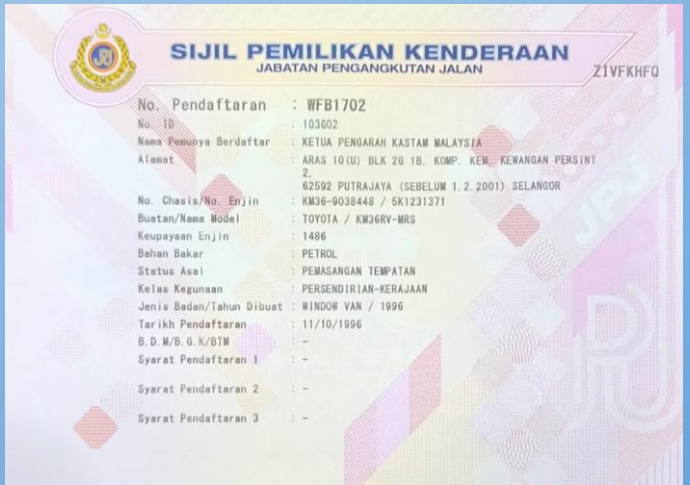 SIJIL PEMILIKAN KENDERAAN
JABATAN PENGANGKUTAN JALAN
Z1VFKHFQ
No. Pendaftaran : WFB1702
No. ID : 103602
Nama Pemunya Berdaftar : KETUA PENGARAH KASTAM MALAYSIA
Alamat : ARAS 10(U) BLK 2G 1B, KOMP. KEM. KEWANGAN PERSINT
2,
62592 PUTRAJAYA (SEBELUM 1.2.2001) SELANGOR
No. Chasis/No. Enjin : KM36-9038448 / 5K1231371
Buatan/Nama Model : TOYOTA / KM36RV-MRS
Keupayaan Enjin : 1486
Bahan Bakar : PETROL
Status Asal : PEMASANGAN TEMPATAN
Kelas Kegunaan : PERSENDIRIAN-KERAJAAN
Jenis Badan/Tahun Dibuat : WINDOW VAN / 1996
Tarikh Pendaftaran : 11/10/1996
B.D.M/B.G.K/BTM : -
Syarat Pendaftaran 1 : -
Syarat Pendaftaran 2 : -
Syarat Pendaftaran 3 : -
JPJ